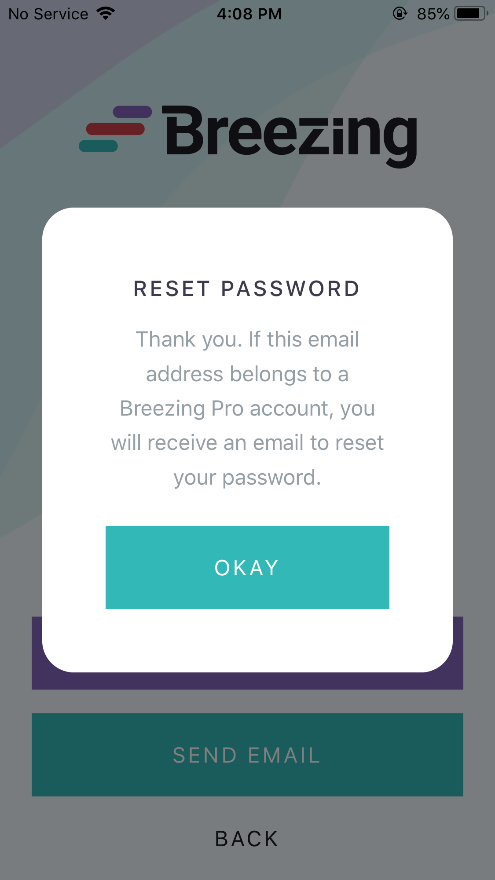 No Service 4:08 PM 85%
Breezing
RESET PASSWORD
Thank you. If this email
address belongs to a
Breezing Pro account, you
will receive an email to reset
your password.
OKAY
SEND EMAIL
BACK